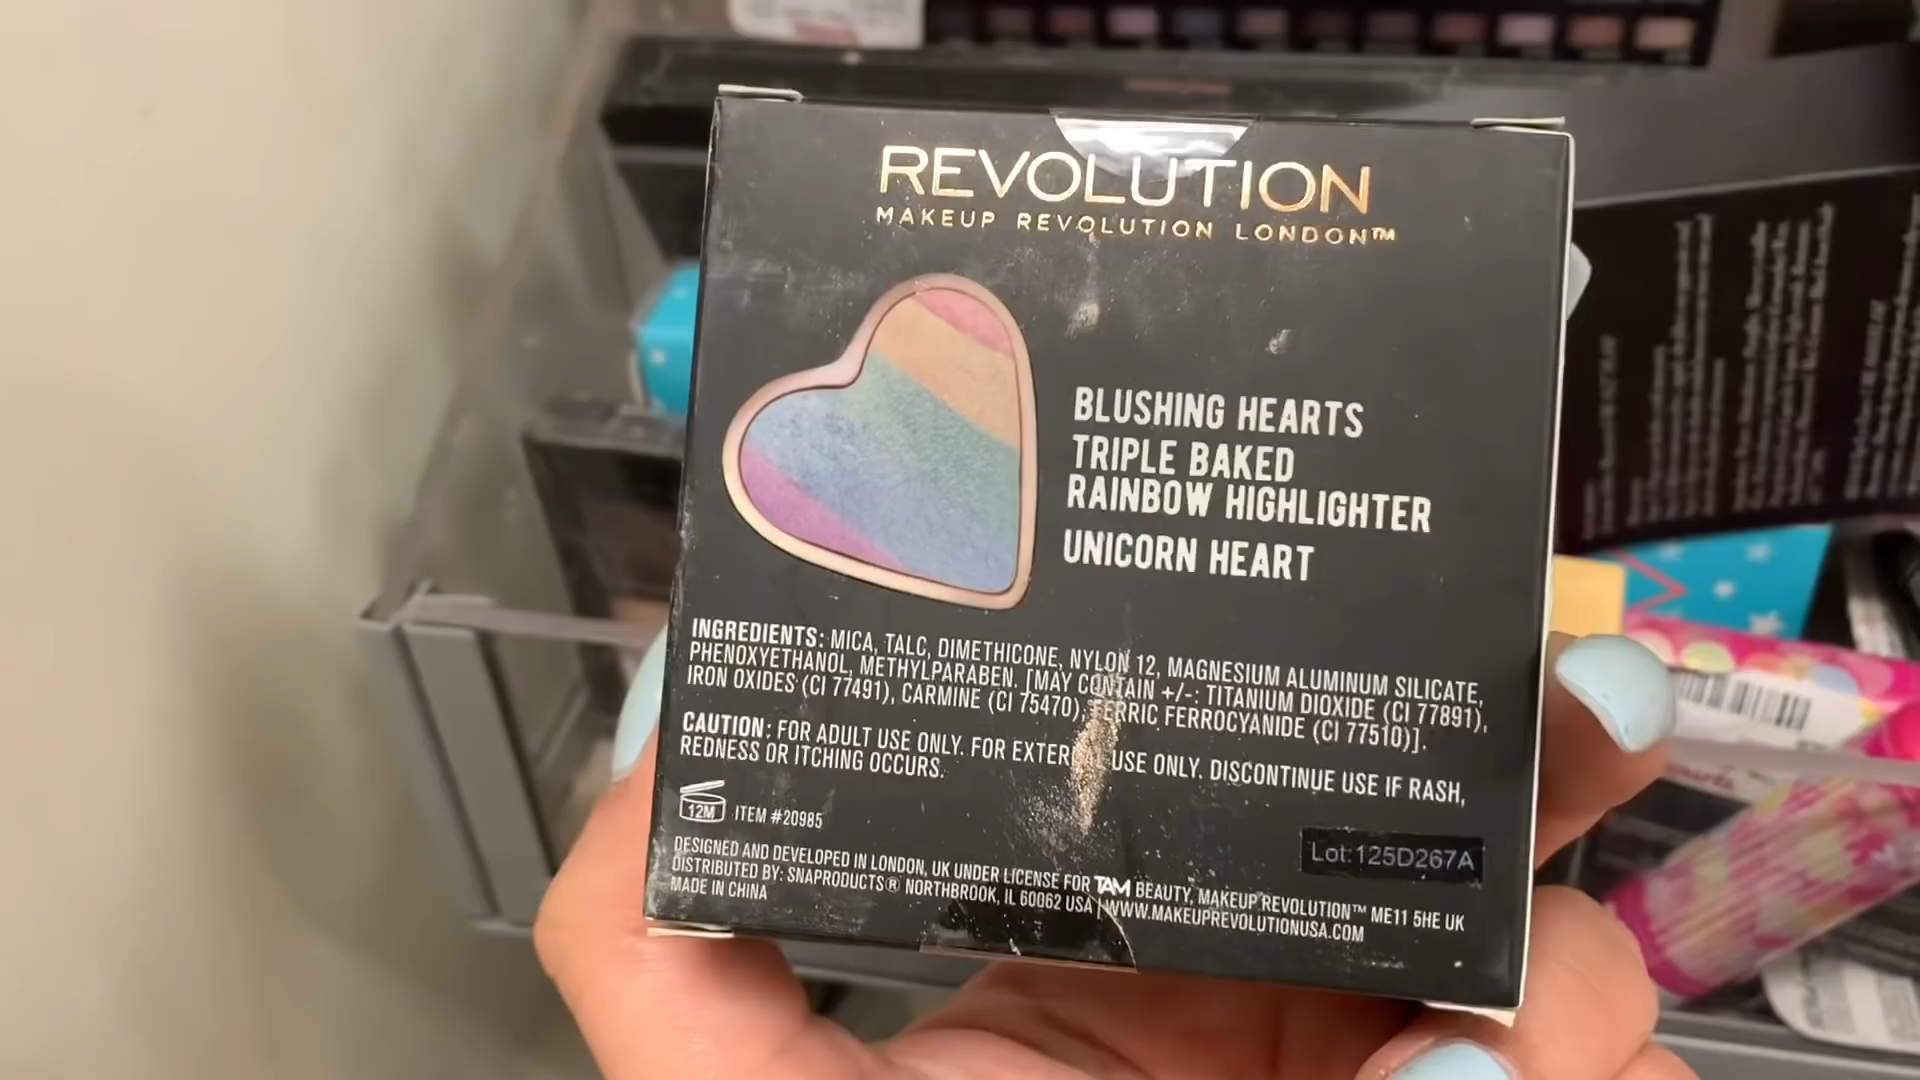 REVOLUTION
MAKEUP REVOLUTION LONDON™
BLUSHING HEARTS
TRIPLE BAKED
RAINBOW HIGHLIGHTER
UNICORN HEART
INGREDIENTS: MICA, TALC, DIMETHICONE, NYLON 12, MAGNESIUM ALUMINUM SILICATE,
PHENOXYETHANOL, METHYLPARABEN. [MAY CONTAIN +/-: TITANIUM DIOXIDE (CI 77891),
IRON OXIDES (CI 77491), CARMINE (CI 75470), FERRIC FERROCYANIDE (CI 77510)].
CAUTION: FOR ADULT USE ONLY. FOR EXTERNAL USE ONLY. DISCONTINUE USE IF RASH,
REDNESS OR ITCHING OCCURS.
12M ITEM #20985
Lot:125D267A
DESIGNED AND DEVELOPED IN LONDON, UK UNDER LICENSE FOR TAM BEAUTY, MAKEUP REVOLUTION™ ME11 5HE UK
DISTRIBUTED BY: SNAPRODUCTS® NORTHBROOK, IL 60062 USA | WWW.MAKEUPREVOLUTIONUSA.COM
MADE IN CHINA